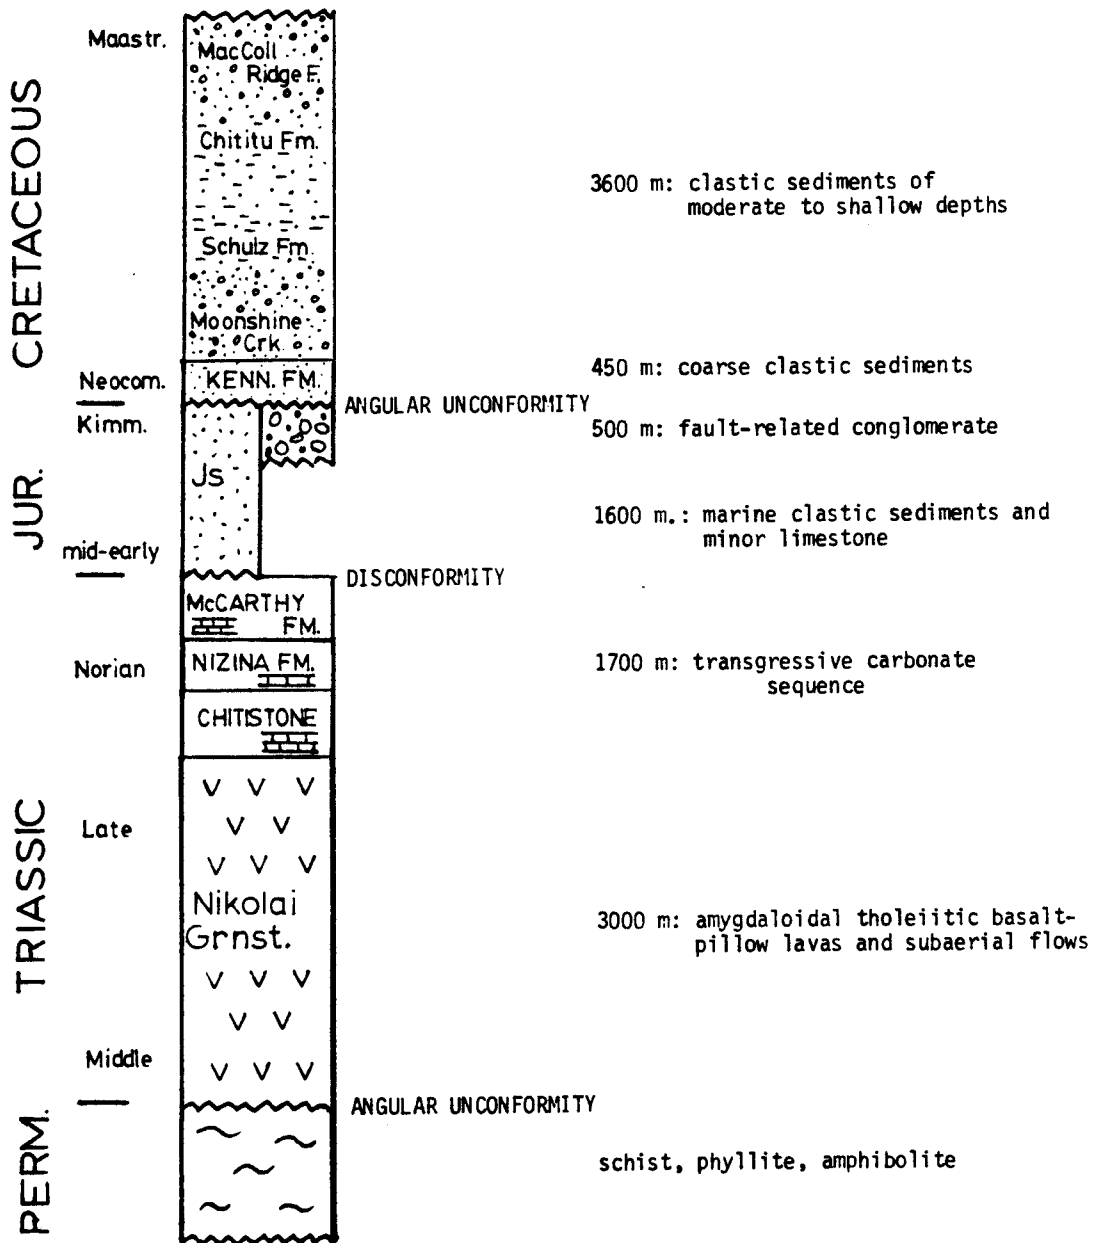 Maastr.
MacColl
Ridge F.
CRETACEOUS
Chititu Fm.
3600 m: clastic sediments of
moderate to shallow depths
Schulz Fm.
Moonshine
Crk.
Neocom.
KENN. FM.
450 m: coarse clastic sediments
ANGULAR UNCONFORMITY
Kimm.
500 m: fault-related conglomerate
JUR.
Js
1600 m.: marine clastic sediments and
minor limestone
mid-early
DISCONFORMITY
McCARTHY
FM.
Norian
NIZINA FM.
1700 m: transgressive carbonate
sequence
CHITISTONE
TRIASSIC
Late
Nikolai
Grnst.
3000 m: amygdaloidal tholeiitic basalt-
pillow lavas and subaerial flows
Middle
ANGULAR UNCONFORMITY
PERM.
schist, phyllite, amphibolite